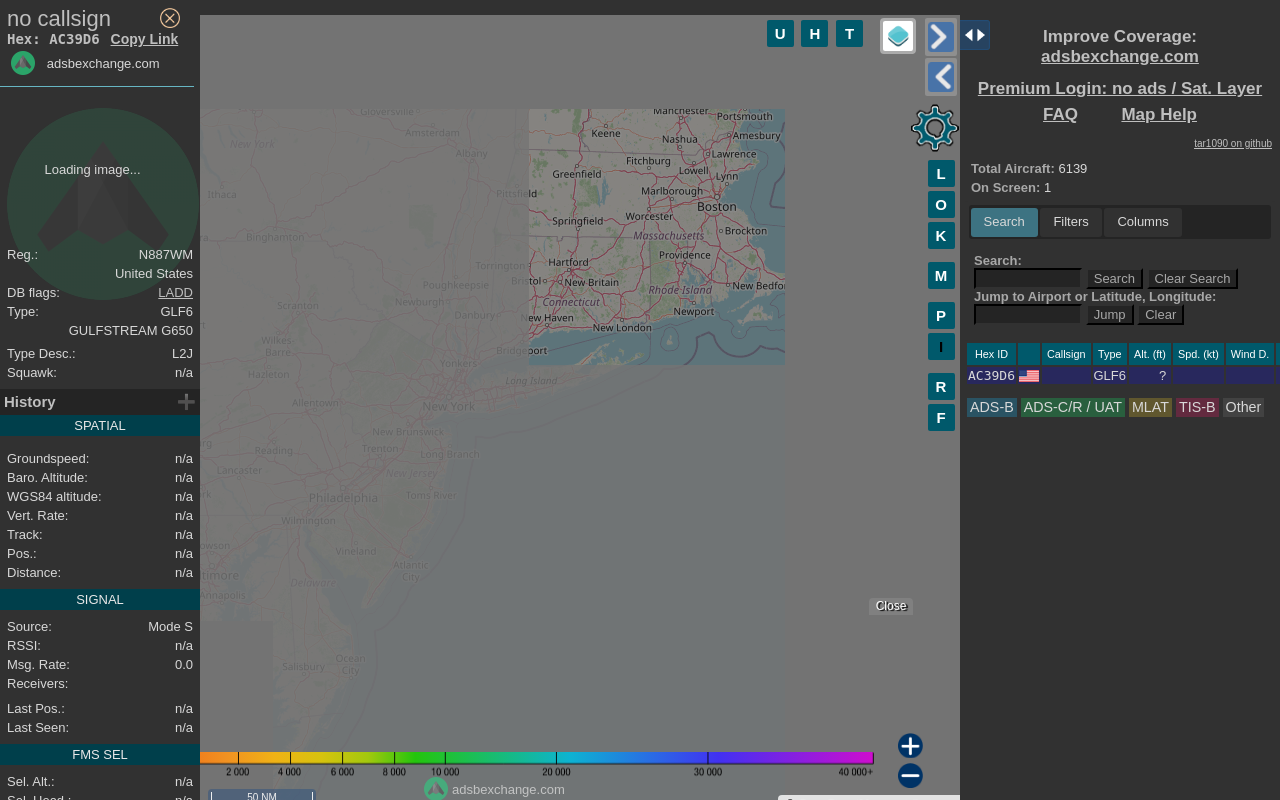 no callsign
Hex: AC39D6 Copy Link
adsbexchange.com
Loading image...
Reg.: N887WM
United States
DB flags: LADD
Type: GLF6
GULFSTREAM G650
Type Desc.: L2J
Squawk: n/a
History
SPATIAL
Groundspeed: n/a
Baro. Altitude: n/a
WGS84 altitude: n/a
Vert. Rate: n/a
Track: n/a
Pos.: n/a
Distance: n/a
SIGNAL
Source: Mode S
RSSI: n/a
Msg. Rate: 0.0
Receivers:
Last Pos.: n/a
Last Seen: n/a
FMS SEL
Sel. Alt.: n/a
U H T
Gloversville
Amsterdam
New York
Albany
Ithaca
Pittsfield
Binghamton
Torrington
Poughkeepsie
Scranton
Newburgh
Danbury
Wilkes
Barre
Bridgeport
Yonkers
Hazleton
Long Island
Allentown
New York
New Brunswick
Reading
Trenton
Long Branch
Lancaster
New Jersey
Philadelphia
Toms River
Wilmington
Vineland
Atlantic
City
Delaware
Annapolis
Salisbury
Ocean
City
Manchester
Portsmouth
Keene
Nashua
Amesbury
Fitchburg
Lawrence
Greenfield
Lowell
Lynn
Marlborough
Boston
Springfield
Worcester
Massachusetts
Brockton
Hartford
Providence
New Britain
Rhode Island
Connecticut
Newport
New London
L
O
K
M
P
I
R
F
Close
2 000 4 000 6 000 8 000 10 000 20 000 30 000 40 000+
50 NM
adsbexchange.com
Improve Coverage:
adsbexchange.com
Premium Login: no ads / Sat. Layer
FAQ Map Help
tar1090 on github
Total Aircraft: 6139
On Screen: 1
Search Filters Columns
Search:
Search Clear Search
Jump to Airport or Latitude, Longitude:
Jump Clear
Hex ID Callsign Type Alt. (ft) Spd. (kt) Wind D.
AC39D6 GLF6 ?
ADS-B ADS-C/R / UAT MLAT TIS-B Other